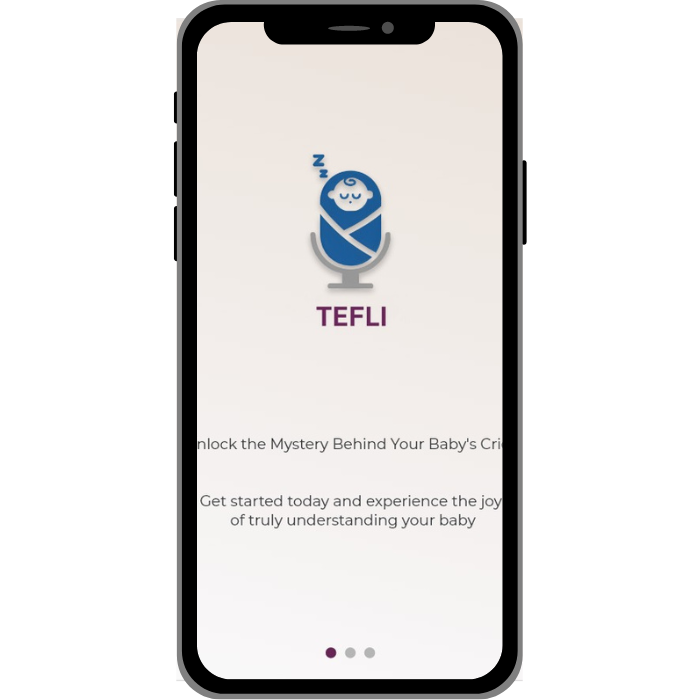 Z
z
TEFLI
nlock the Mystery Behind Your Baby's Cri
Get started today and experience the joy
of truly understanding your baby